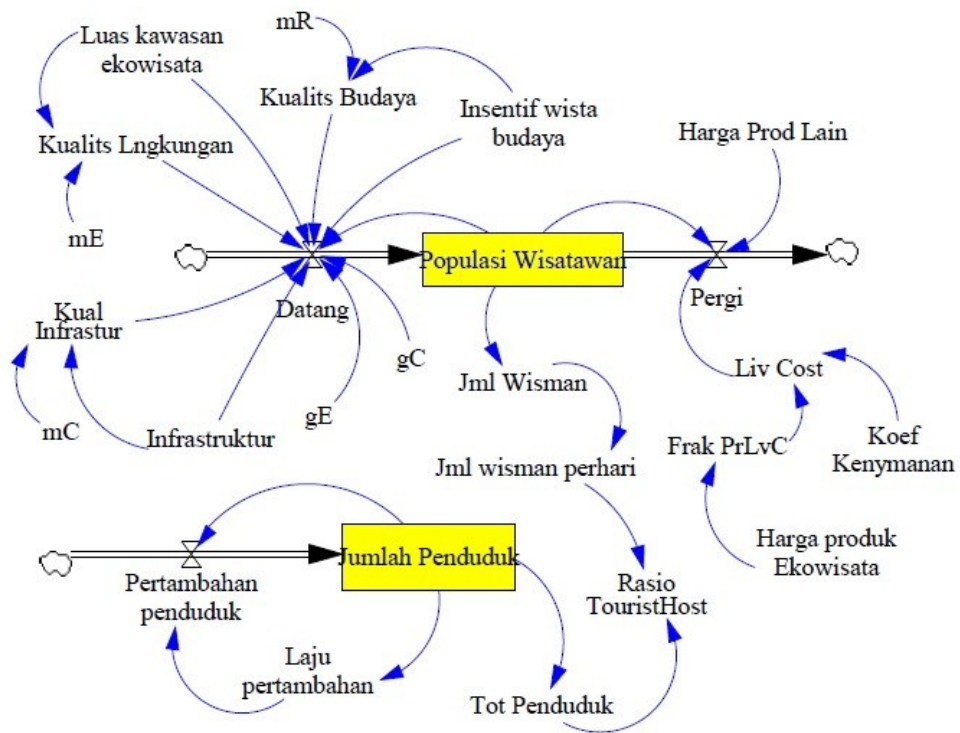 Luas kawasan
ekowisata
mR
Kualits Budaya
Insentif wista
budaya
Harga Prod Lain
Kualits Lngkungan
mE
Populasi Wisatawan
Datang
Pergi
Kual
Infrastur
gC
Jml Wisman
Liv Cost
mC
Infrastruktur
gE
Jml wisman perhari
Frak PrLvC
Koef
Kenymanan
Jumlah Penduduk
Harga produk
Ekowisata
Pertambahan
penduduk
Rasio
TouristHost
Laju
pertambahan
Tot Penduduk